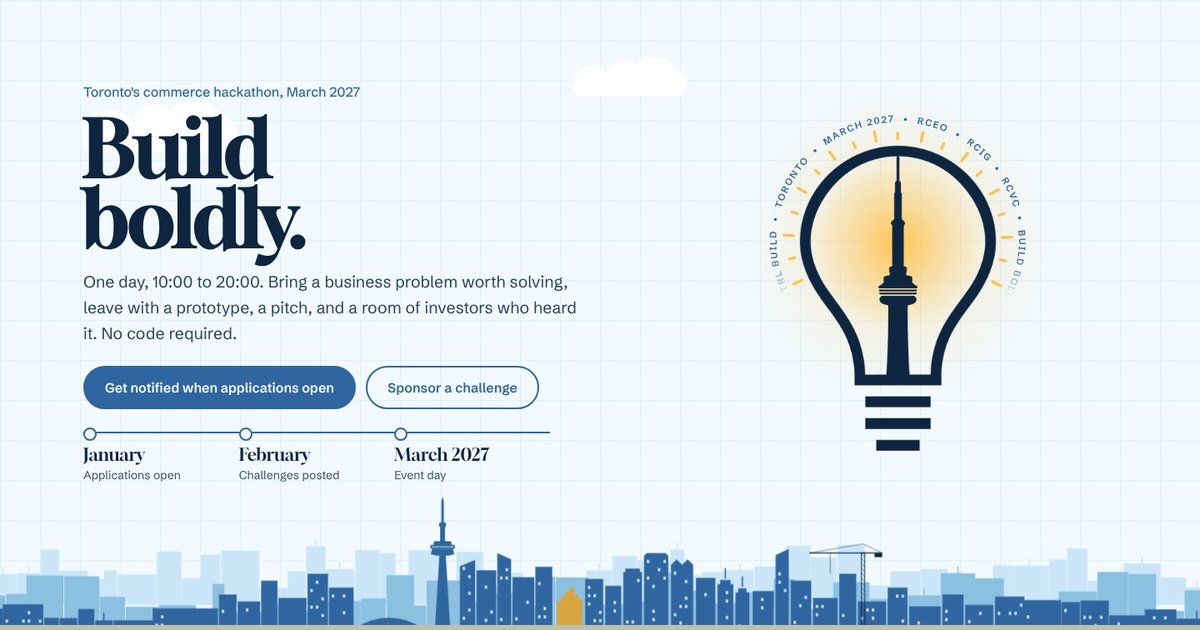 Toronto's commerce hackathon, March 2027
Build
boldly.
One day, 10:00 to 20:00. Bring a business problem worth solving,
leave with a prototype, a pitch, and a room of investors who heard
it. No code required.
Get notified when applications open
Sponsor a challenge
January
Applications open
February
Challenges posted
March 2027
Event day
TRL BUILD • TORONTO • MARCH 2027 • RCEO • RCIG • RCVC • BUILD BOL